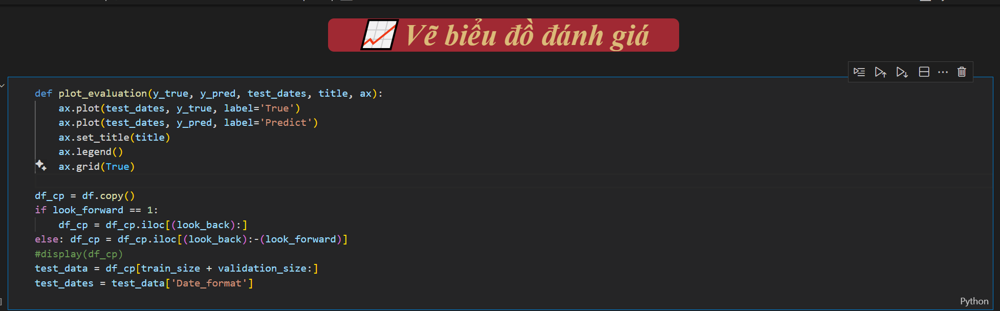 Vẽ biểu đồ đánh giá
def plot_evaluation(y_true, y_pred, test_dates, title, ax):
    ax.plot(test_dates, y_true, label='True')
    ax.plot(test_dates, y_pred, label='Predict')
    ax.set_title(title)
    ax.legend()
    ax.grid(True)
df_cp = df.copy()
if look_forward == 1:
    df_cp = df_cp.iloc[(look_back):]
else: df_cp = df_cp.iloc[(look_back):-(look_forward)]
#display(df_cp)
test_data = df_cp[train_size + validation_size:]
test_dates = test_data['Date_format']
]
Python